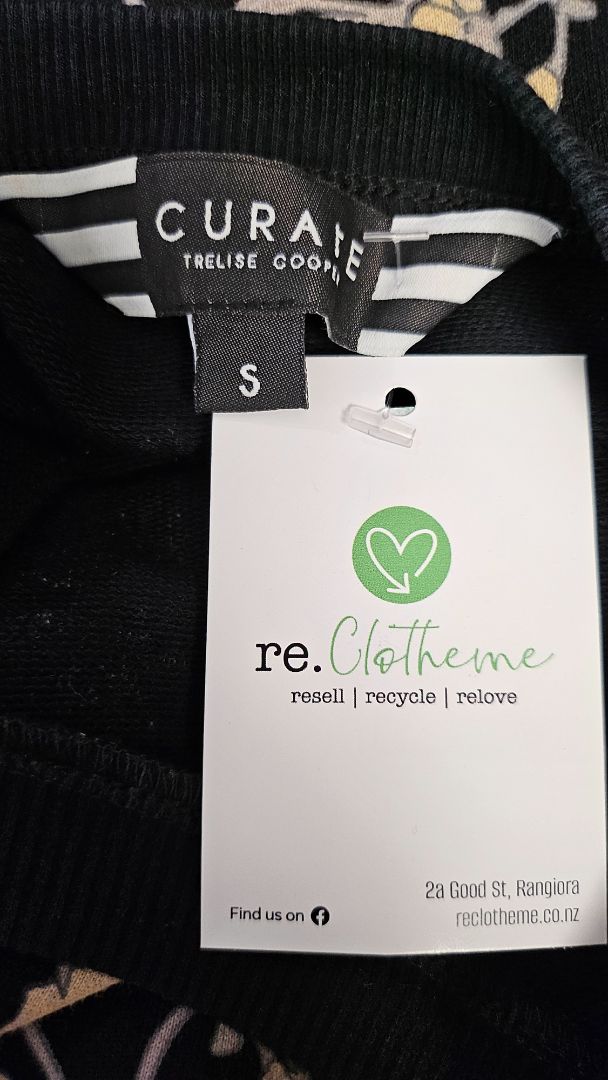 CURATE
TRELISE COOPER
S
re.Clotheme
resell | recycle | relove
2a Good St, Rangiora
Find us on
reclotheme.co.nz